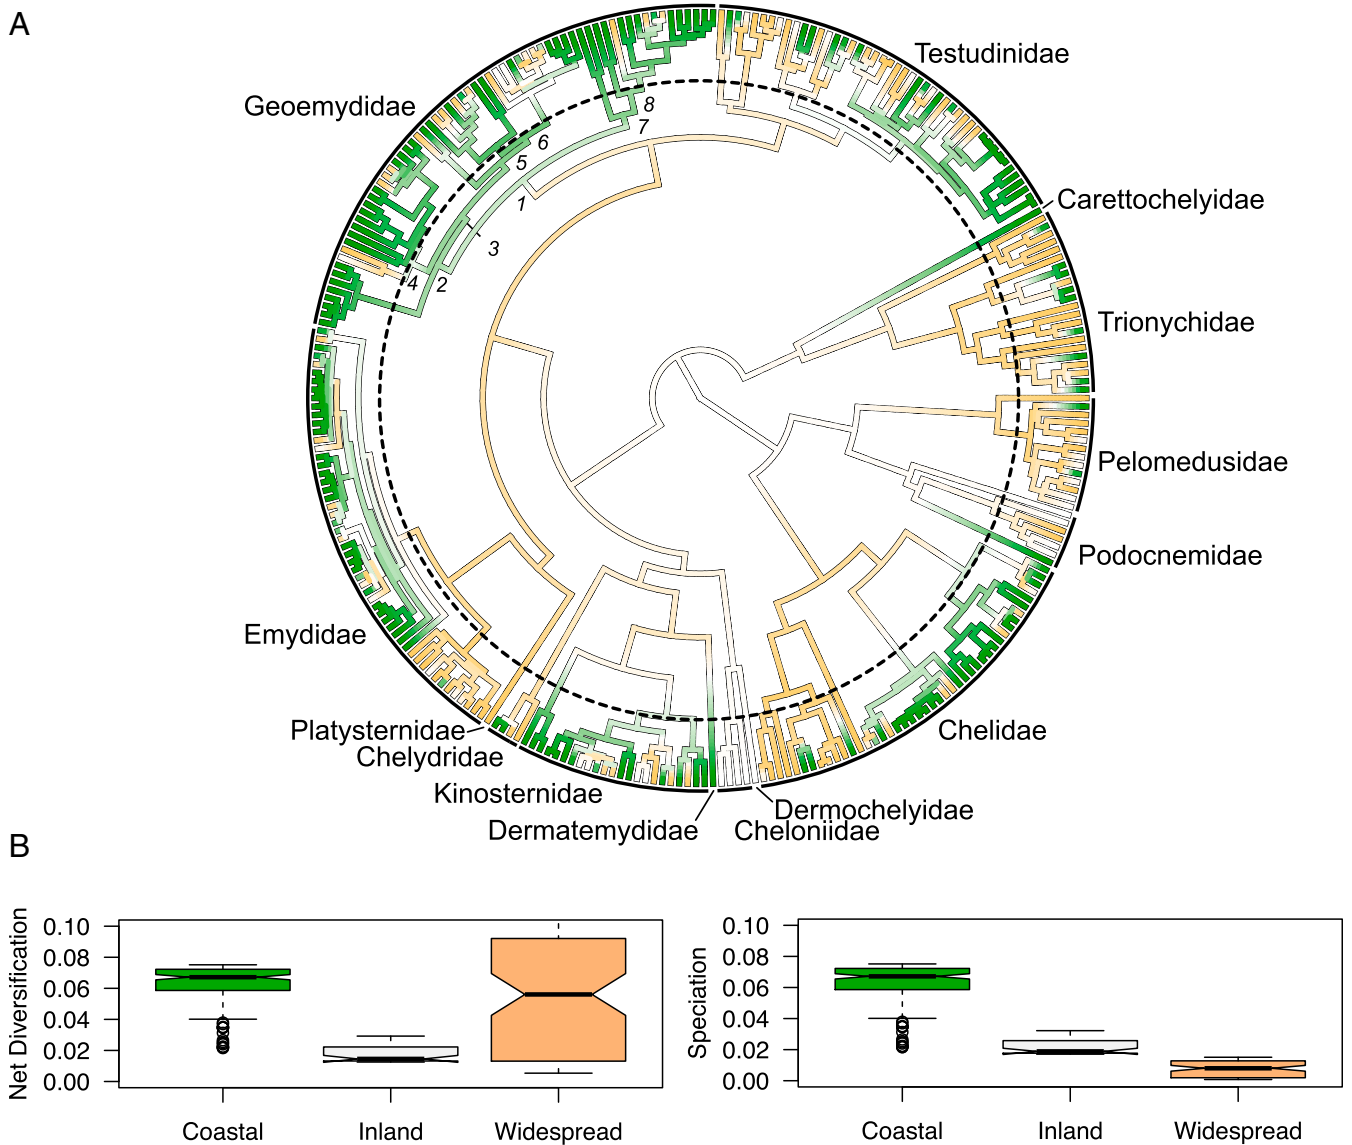 A
Testudinidae
Geoemydidae
8
7
6
5
1
3
4
2
Carettochelyidae
Trionychidae
Pelomedusidae
Podocnemidae
Emydidae
Platysternidae
Chelydridae
Chelidae
Kinosternidae
Dermochelyidae
Dermatemydidae
Cheloniidae
B
Net Diversification
0.10
0.08
0.06
0.04
0.02
0.00
Coastal
Inland
Widespread
Speciation
0.10
0.08
0.06
0.04
0.02
0.00
Coastal
Inland
Widespread